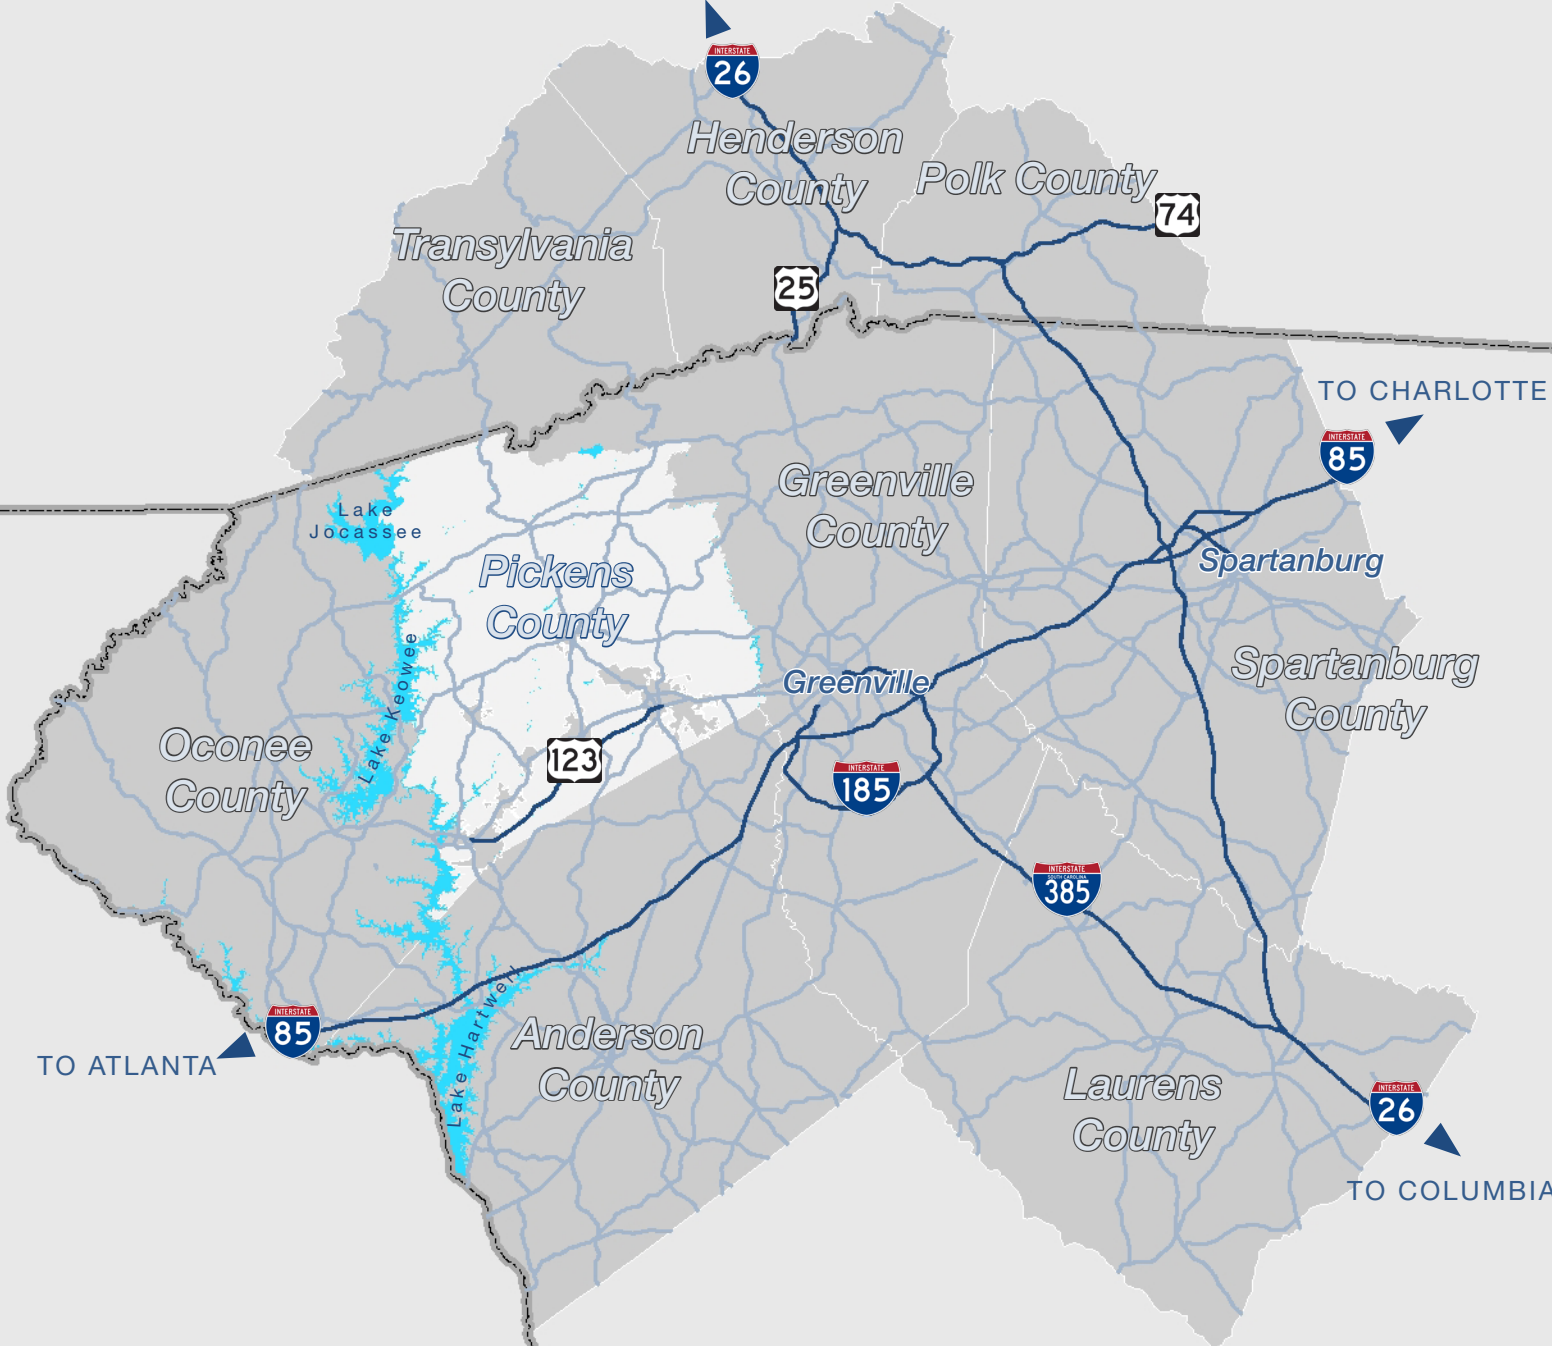 INTERSTATE
26
Henderson
County
Polk County
74
Transylvania
County
25
TO CHARLOTTE
INTERSTATE
85
Lake
Jocassee
Greenville
County
Pickens
County
Spartanburg
Lake Keowee
Greenville
Spartanburg
County
Oconee
County
123
INTERSTATE
185
INTERSTATE
SOUTH CAROLINA
385
Lake Hartwell
INTERSTATE
85
TO ATLANTA
Anderson
County
Laurens
County
INTERSTATE
26
TO COLUMBIA